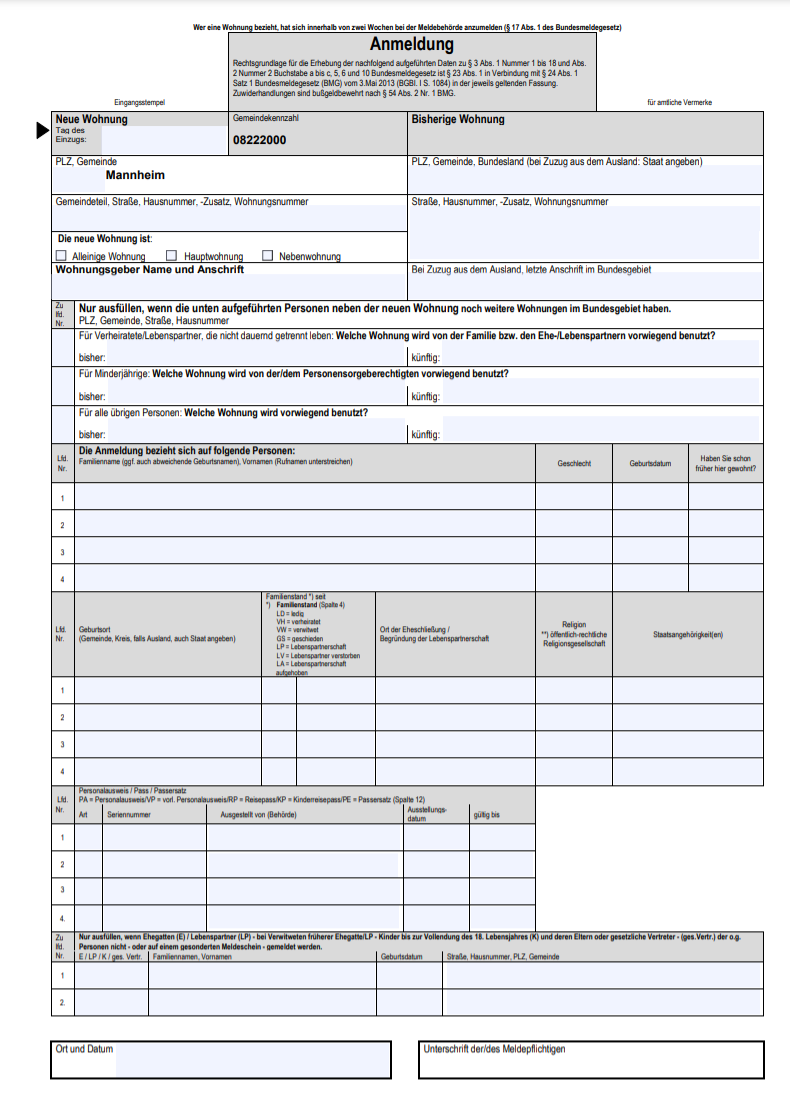 Wer eine Wohnung bezieht, hat sich innerhalb von zwei Wochen bei der Meldebehörde anzumelden (§ 17 Abs. 1 des Bundesmeldegesetz)
Anmeldung
Rechtsgrundlage für die Erhebung der nachfolgend aufgeführten Daten zu § 3 Abs. 1 Nummer 1 bis 18 und Abs.
2 Nummer 2 Buchstabe a bis c, 5, 6 und 10 Bundesmeldegesetz ist § 23 Abs. 1 in Verbindung mit § 24 Abs. 1
Satz 1 Bundesmeldegesetz (BMG) vom 3.Mai 2013 (BGBl. I S. 1084) in der jeweils geltenden Fassung.
Zuwiderhandlungen sind bußgeldbewehrt nach § 54 Abs. 2 Nr. 1 BMG.
Eingangsstempel
für amtliche Vermerke
Neue Wohnung
Tag des
Einzugs:
Gemeindekennzahl
08222000
Bisherige Wohnung
PLZ, Gemeinde
Mannheim
PLZ, Gemeinde, Bundesland (bei Zuzug aus dem Ausland: Staat angeben)
Gemeindeteil, Straße, Hausnummer, -Zusatz, Wohnungsnummer
Straße, Hausnummer, -Zusatz, Wohnungsnummer
Die neue Wohnung ist:
Alleinige Wohnung Hauptwohnung Nebenwohnung
Wohnungsgeber Name und Anschrift
Bei Zuzug aus dem Ausland, letzte Anschrift im Bundesgebiet
Zu
lfd.
Nr.
Nur ausfüllen, wenn die unten aufgeführten Personen neben der neuen Wohnung noch weitere Wohnungen im Bundesgebiet haben.
PLZ, Gemeinde, Straße, Hausnummer
Für Verheiratete/Lebenspartner, die nicht dauernd getrennt leben: Welche Wohnung wird von der Familie bzw. den Ehe-/Lebenspartnern vorwiegend benutzt?
bisher: künftig:
Für Minderjährige: Welche Wohnung wird von der/dem Personensorgeberechtigten vorwiegend benutzt?
bisher: künftig:
Für alle übrigen Personen: Welche Wohnung wird vorwiegend benutzt?
bisher: künftig:
Lfd.
Nr.
Die Anmeldung bezieht sich auf folgende Personen:
Familienname (ggf. auch abweichende Geburtsnamen), Vornamen (Rufnamen unterstreichen)
Geschlecht
Geburtsdatum
Haben Sie schon
früher hier gewohnt?
1
2
3
4
Lfd.
Nr.
Geburtsort
(Gemeinde, Kreis, falls Ausland, auch Staat angeben)
Familienstand *) seit
*) Familienstand (Spalte 4)
LD = ledig
VH = verheiratet
VW = verwitwet
GS = geschieden
LP = Lebenspartnerschaft
LV = Lebenspartner verstorben
LA = Lebenspartnerschaft
aufgehoben
Ort der Eheschließung /
Begründung der Lebenspartnerschaft
Religion
**) öffentlich-rechtliche
Religionsgesellschaft
Staatsangehörigkeit(en)
1
2
3
4
Lfd.
Nr.
Personalausweis / Pass / Passersatz
PA = Personalausweis/VP = vorl. Personalausweis/RP = Reisepass/KP = Kinderreisepass/PE = Passersatz (Spalte 12)
Art
Seriennummer
Ausgestellt von (Behörde)
Ausstellungs-
datum
gültig bis
1
2
3
4.
Zu
lfd.
Nr.
Nur ausfüllen, wenn Ehegatten (E) / Lebenspartner (LP) - bei Verwitweten früherer Ehegatte/LP - Kinder bis zur Vollendung des 18. Lebensjahres (K) und deren Eltern oder gesetzliche Vertreter - (ges.Vertr.) der o.g.
Personen nicht - oder auf einem gesonderten Meldeschein - gemeldet werden.
E / LP / K / ges. Vertr.
Familiennamen, Vornamen
Geburtsdatum
Straße, Hausnummer, PLZ, Gemeinde
1
2.
Ort und Datum
Unterschrift der/des Meldepflichtigen